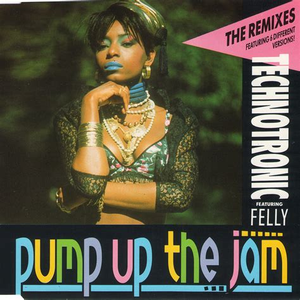 THE REMIXES
FEATURING 6 DIFFERENT
VERSIONS!
TECHNOTRONIC
FEATURING
FELLY
pump up the jam